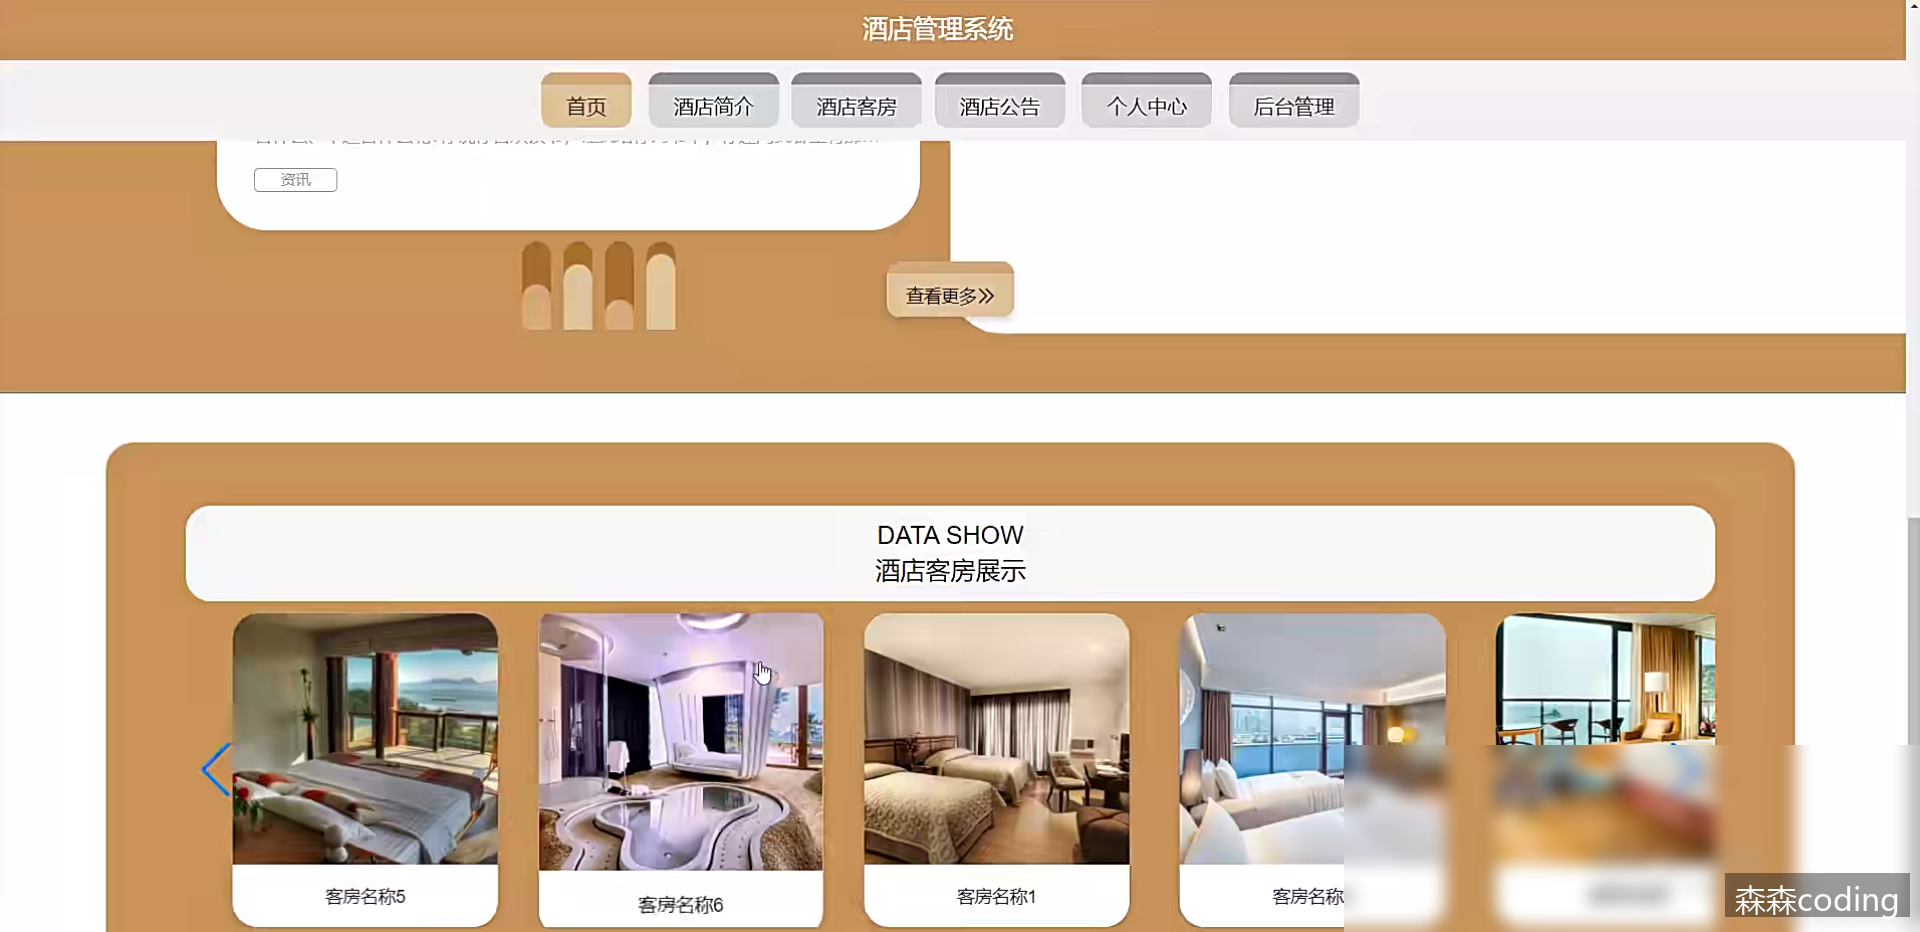 酒店管理系统
首页
酒店简介
酒店客房
酒店公告
个人中心
后台管理
资讯
查看更多
DATA SHOW
酒店客房展示
客房名称5
客房名称6
客房名称1
客房名称
森森coding